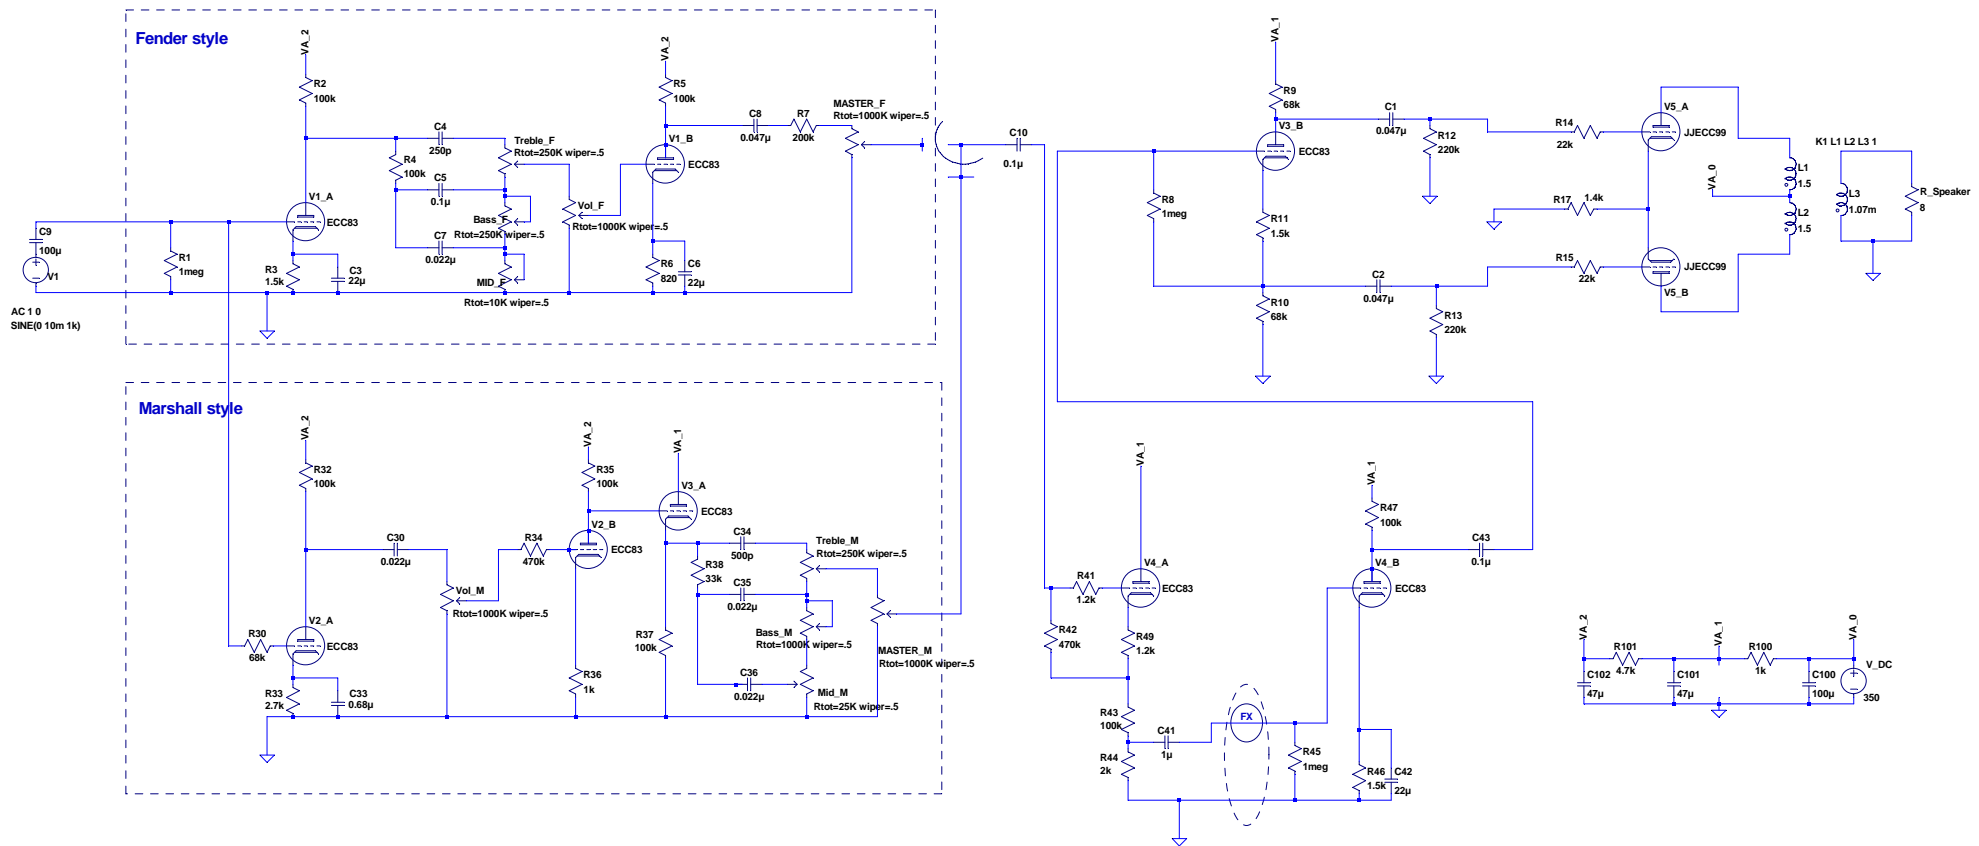 Fender style
VA_2
R2
100k
V1_A
ECC83
C9
100µ
V1
AC 1 0
SINE(0 10m 1k)
R1
1meg
R3
1.5k
C3
22µ
C4
250p
R4
100k
C5
0.1µ
C7
0.022µ
Treble_F
Rtot=250K wiper=.5
Bass_F
Rtot=250K wiper=.5
MID_F
Rtot=10K wiper=.5
Vol_F
Rtot=1000K wiper=.5
VA_2
R5
100k
V1_B
ECC83
R6
820
C6
22µ
C8
0.047µ
R7
200k
MASTER_F
Rtot=1000K wiper=.5
C10
0.1µ
VA_1
R9
68k
V3_B
ECC83
R8
1meg
R11
1.5k
R10
68k
C1
0.047µ
R12
220k
C2
0.047µ
R13
220k
R14
22k
R17
1.4k
R15
22k
V5_A
JJECC99
JJECC99
V5_B
VA_0
L1
1.5
L2
1.5
K1 L1 L2 L3 1
L3
1.07m
R_Speaker
8
Marshall style
VA_2
R32
100k
V2_A
ECC83
R30
68k
R33
2.7k
C33
0.68µ
C30
0.022µ
Vol_M
Rtot=1000K wiper=.5
R34
470k
VA_2
R35
100k
V2_B
ECC83
R36
1k
VA_1
V3_A
ECC83
R37
100k
C34
500p
R38
33k
C35
0.022µ
C36
0.022µ
Treble_M
Rtot=250K wiper=.5
Bass_M
Rtot=1000K wiper=.5
Mid_M
Rtot=25K wiper=.5
MASTER_M
Rtot=1000K wiper=.5
VA_1
V4_A
ECC83
R41
1.2k
R42
470k
R49
1.2k
R43
100k
R44
2k
C41
1µ
FX
R45
1meg
VA_1
R47
100k
V4_B
ECC83
C43
0.1µ
R46
1.5k
C42
22µ
VA_2
R101
4.7k
VA_1
R100
1k
VA_0
C102
47µ
C101
47µ
C100
100µ
V_DC
350